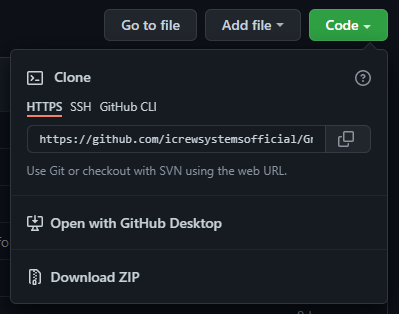 Go to file
Add file
Code
Clone
HTTPS SSH GitHub CLI
https://github.com/icrewsystemsofficial/Gr
Use Git or checkout with SVN using the web URL.
Open with GitHub Desktop
Download ZIP